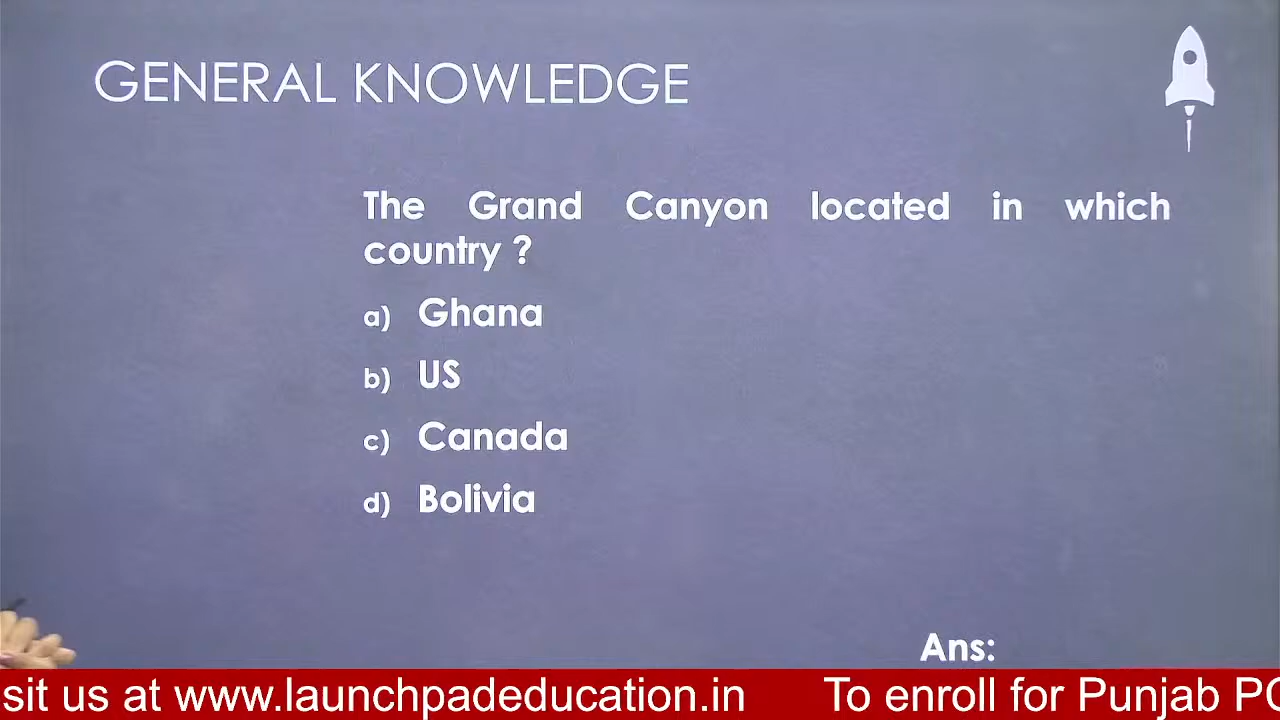 GENERAL KNOWLEDGE
The Grand Canyon located in which
country ?
a) Ghana
b) US
c) Canada
d) Bolivia
Ans:
sit us at www.launchpadeducation.in To enroll for Punjab PC